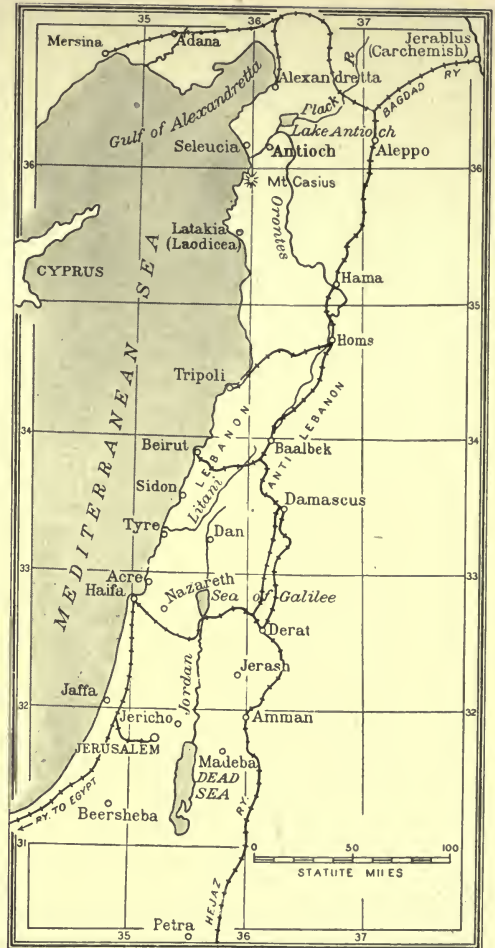 35
36
37
Mersina
Adana
Jerablus
(Carchemish)
Gulf of Alexandretta
Alexandretta
Black R.
BAGDAD RY
Lake Antioch
Seleucia
Antioch
Aleppo
36
Mt Casius
Orontes
Latakia
(Laodicea)
CYPRUS
MEDITERRANEAN SEA
Hama
35
Homs
Tripoli
LEBANON
ANTI LEBANON
34
Beirut
Baalbek
Sidon
Litani
Damascus
Tyre
Dan
33
33
Acre
Haifa
Nazareth
Sea of Galilee
Derat
Jordan
Jerash
Jaffa
32
32
Jericho
Amman
JERUSALEM
Madeba
DEAD
SEA
RY. TO EGYPT
Beersheba
31
HEJAZ RY.
0 50 100
STATUTE MILES
Petra
35
36
37